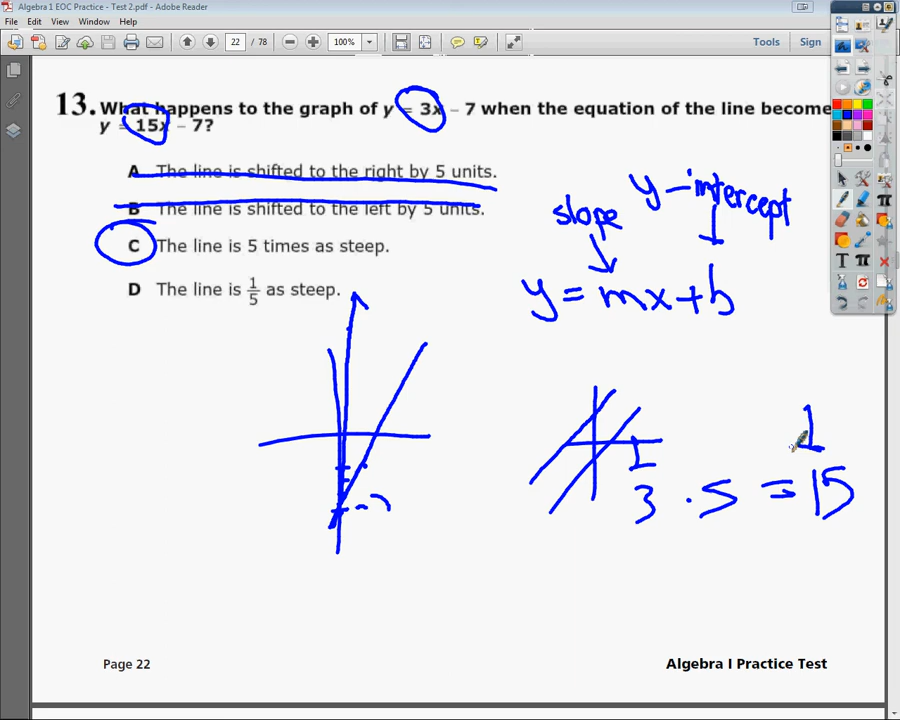 Algebra 1 EOC Practice - Test 2.pdf - Adobe Reader
File Edit View Window Help
22 / 78 100% Tools Sign
13. What happens to the graph of y = 3x – 7 when the equation of the line become
y = 15x – 7?
A The line is shifted to the right by 5 units.
B The line is shifted to the left by 5 units.
C The line is 5 times as steep.
D The line is 1/5 as steep.
y-intercept
slope
y = mx + b
1 1
3 · 5 = 15
-7
Page 22 Algebra I Practice Test